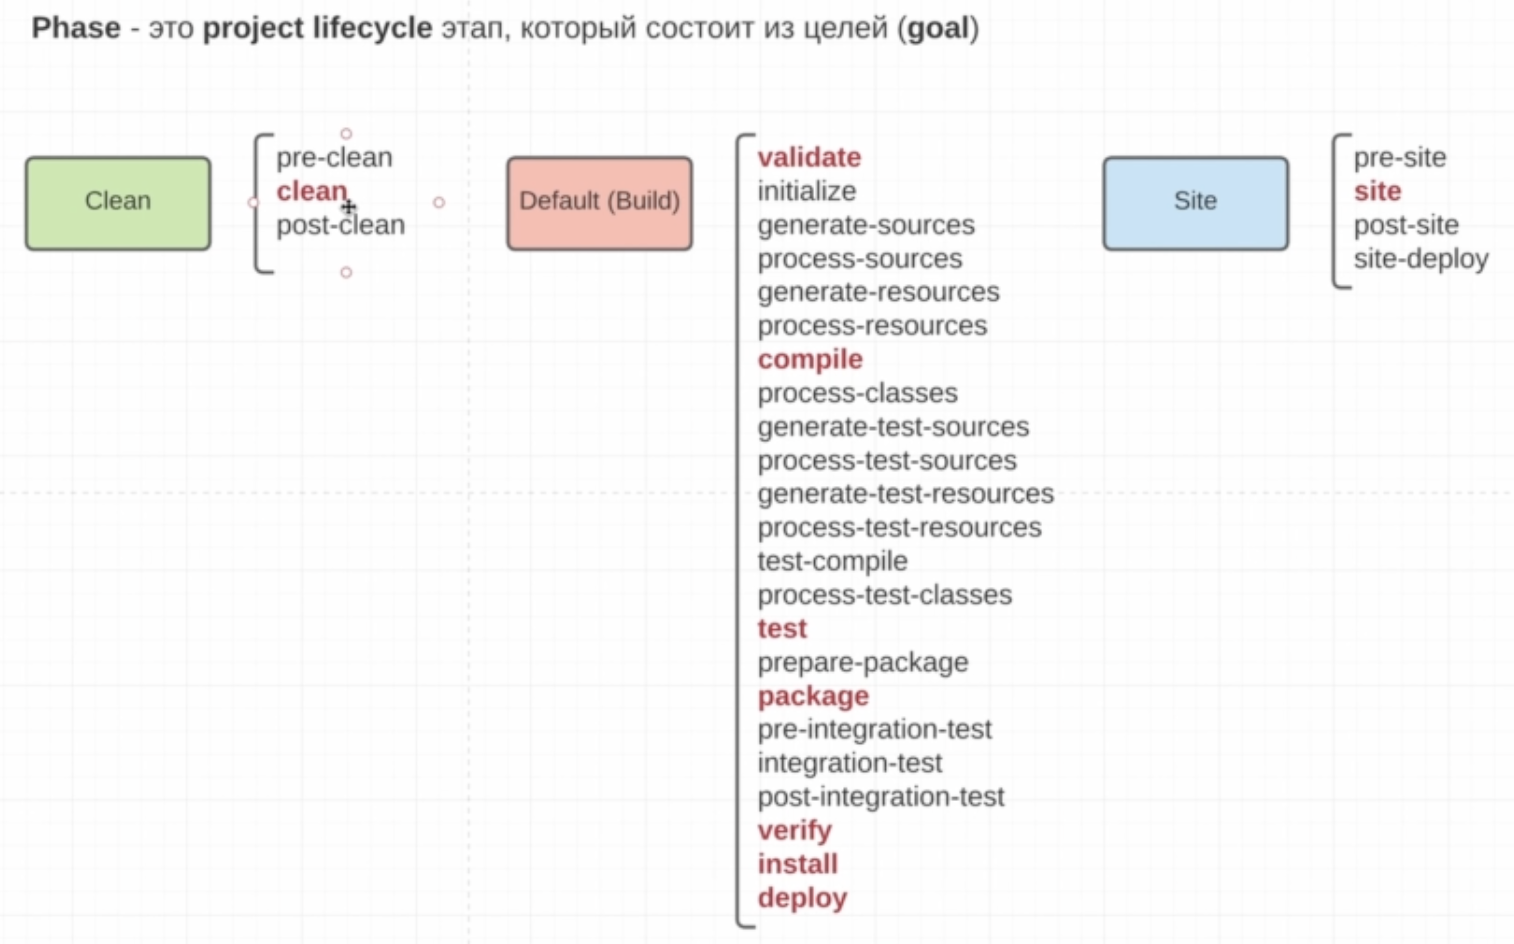 Phase - это project lifecycle этап, который состоит из целей (goal)
Clean
pre-clean
clean
post-clean
Default (Build)
validate
initialize
generate-sources
process-sources
generate-resources
process-resources
compile
process-classes
generate-test-sources
process-test-sources
generate-test-resources
process-test-resources
test-compile
process-test-classes
test
prepare-package
package
pre-integration-test
integration-test
post-integration-test
verify
install
deploy
Site
pre-site
site
post-site
site-deploy